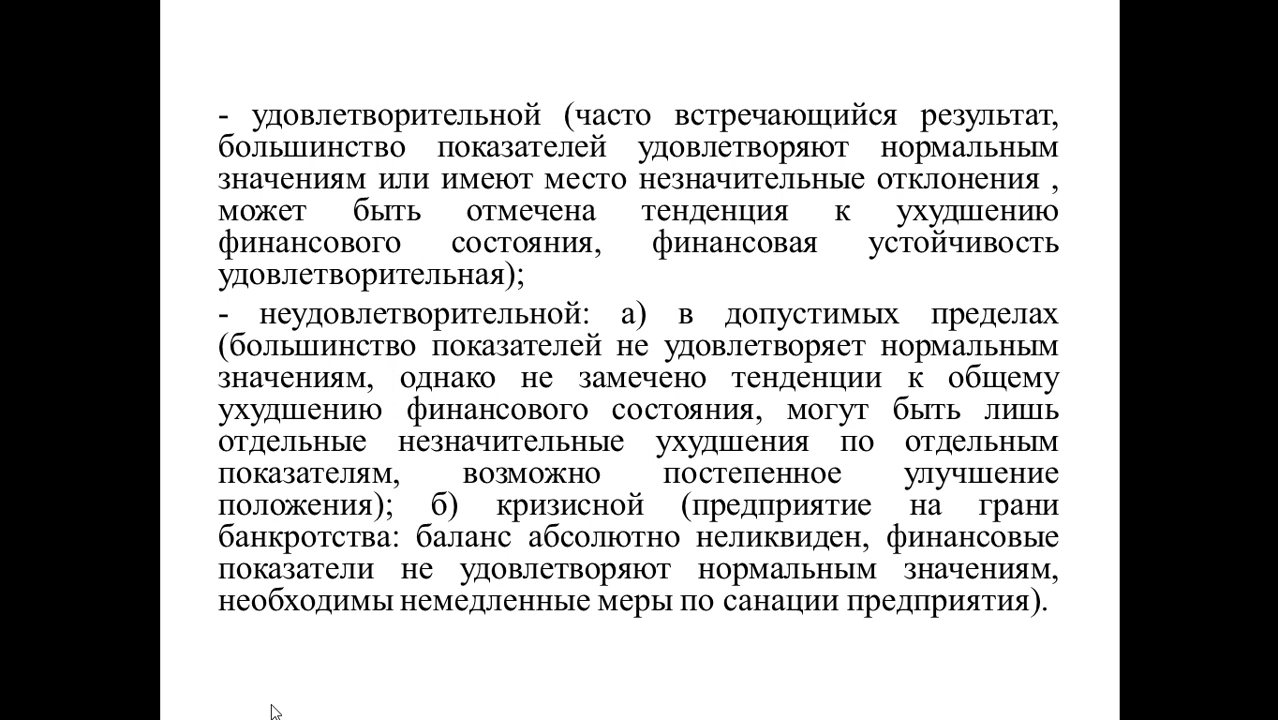 - удовлетворительной (часто встречающийся результат,
большинство показателей удовлетворяют нормальным
значениям или имеют место незначительные отклонения ,
может быть отмечена тенденция к ухудшению
финансового состояния, финансовая устойчивость
удовлетворительная);
- неудовлетворительной: а) в допустимых пределах
(большинство показателей не удовлетворяет нормальным
значениям, однако не замечено тенденции к общему
ухудшению финансового состояния, могут быть лишь
отдельные незначительные ухудшения по отдельным
показателям, возможно постепенное улучшение
положения); б) кризисной (предприятие на грани
банкротства: баланс абсолютно неликвиден, финансовые
показатели не удовлетворяют нормальным значениям,
необходимы немедленные меры по санации предприятия).